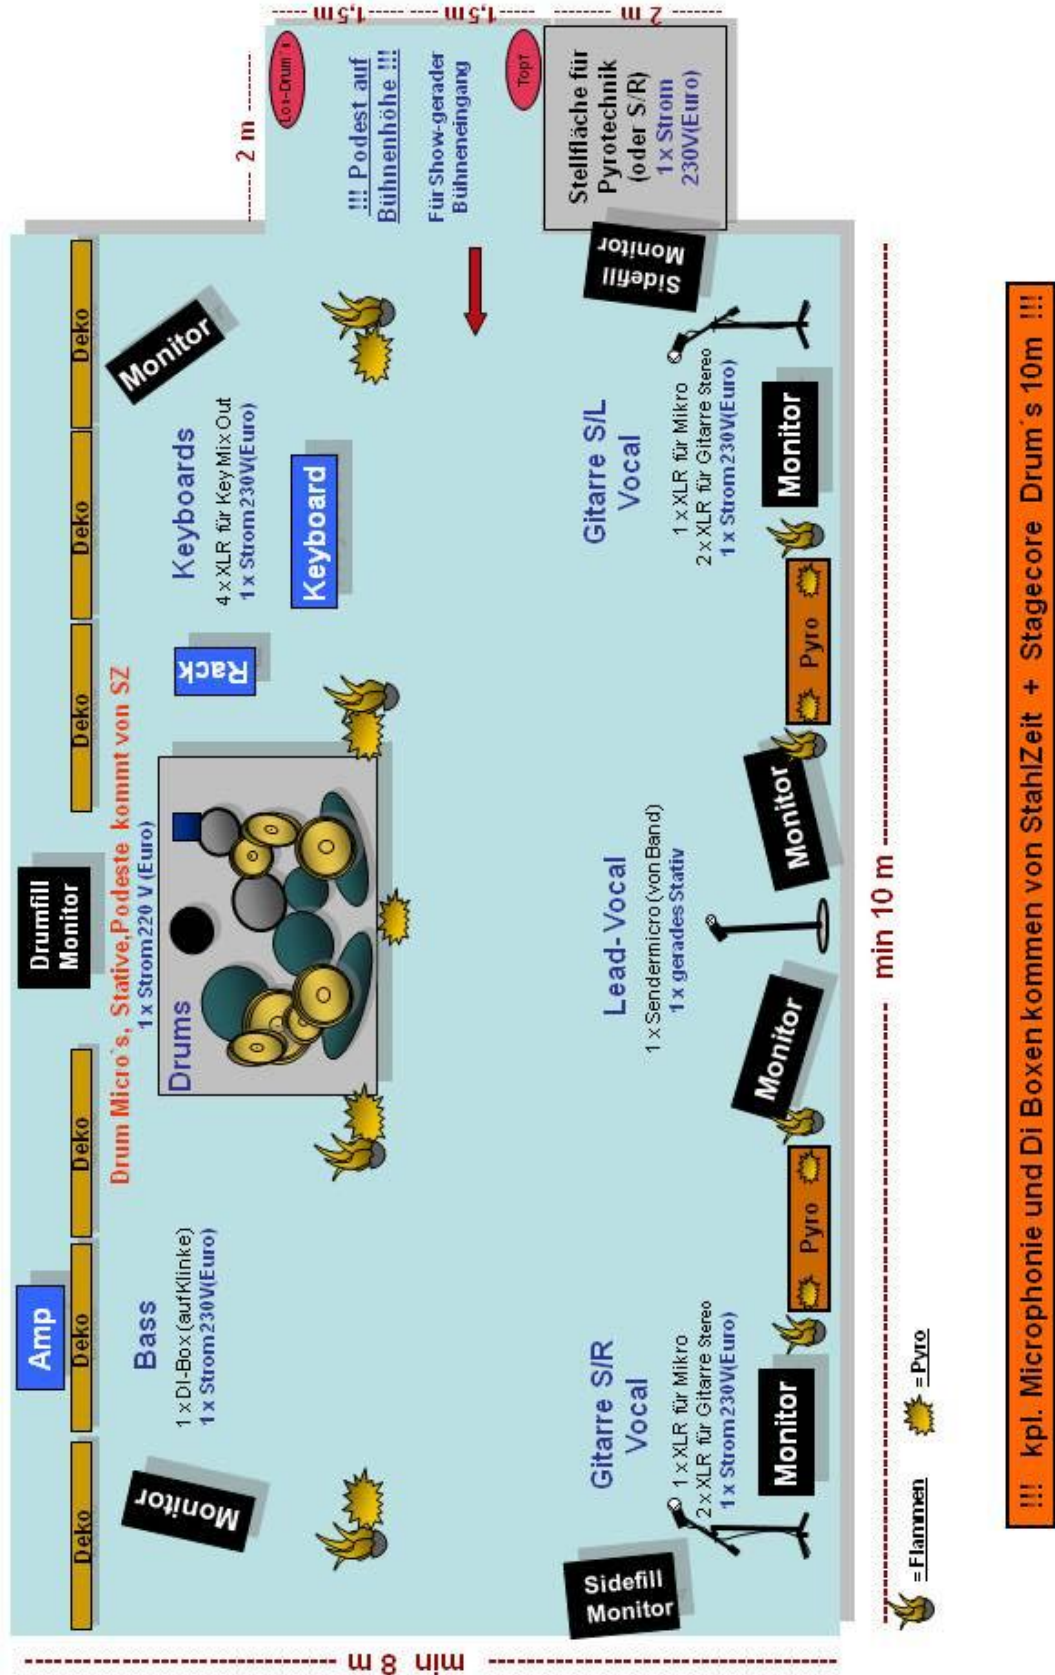 Amp
Drumfill
Monitor
Deko
Deko
Deko
Deko
Deko
Deko
Drum Micro´s, Stative,Podeste kommt von SZ
1 x Strom 220 V (Euro)
Monitor
Bass
1 x DI-Box (auf Klinke)
1 x Strom 230V(Euro)
Drums
Rack
Keyboards
4 x XLR für Key Mix Out
1 x Strom 230V(Euro)
Keyboard
Monitor
2 m
Los-Drum´s
1,5m
!!! Podest auf
Bühnenhöhe !!!
1,5m
Für Show-gerader
Bühneneingang
Topf
2 m
Stellfläche für
Pyrotechnik
(oder S/R)
1 x Strom
230V(Euro)
min 8 m
Sidefill
Monitor
Gitarre S/R
Vocal
1 x XLR für Mikro
2 x XLR für Gitarre Stereo
1 x Strom 230V(Euro)
Monitor
Pyro
Monitor
Lead-Vocal
1 x Sendermicro (von Band)
1 x gerades Stativ
Monitor
Pyro
Gitarre S/L
Vocal
1 x XLR für Mikro
2 x XLR für Gitarre Stereo
1 x Strom 230V(Euro)
Monitor
Sidefill
Monitor
min 10 m
= Flammen
= Pyro
!!! kpl. Microphonie und Di Boxen kommen von StahlZeit + Stagecore Drum´s 10m !!!